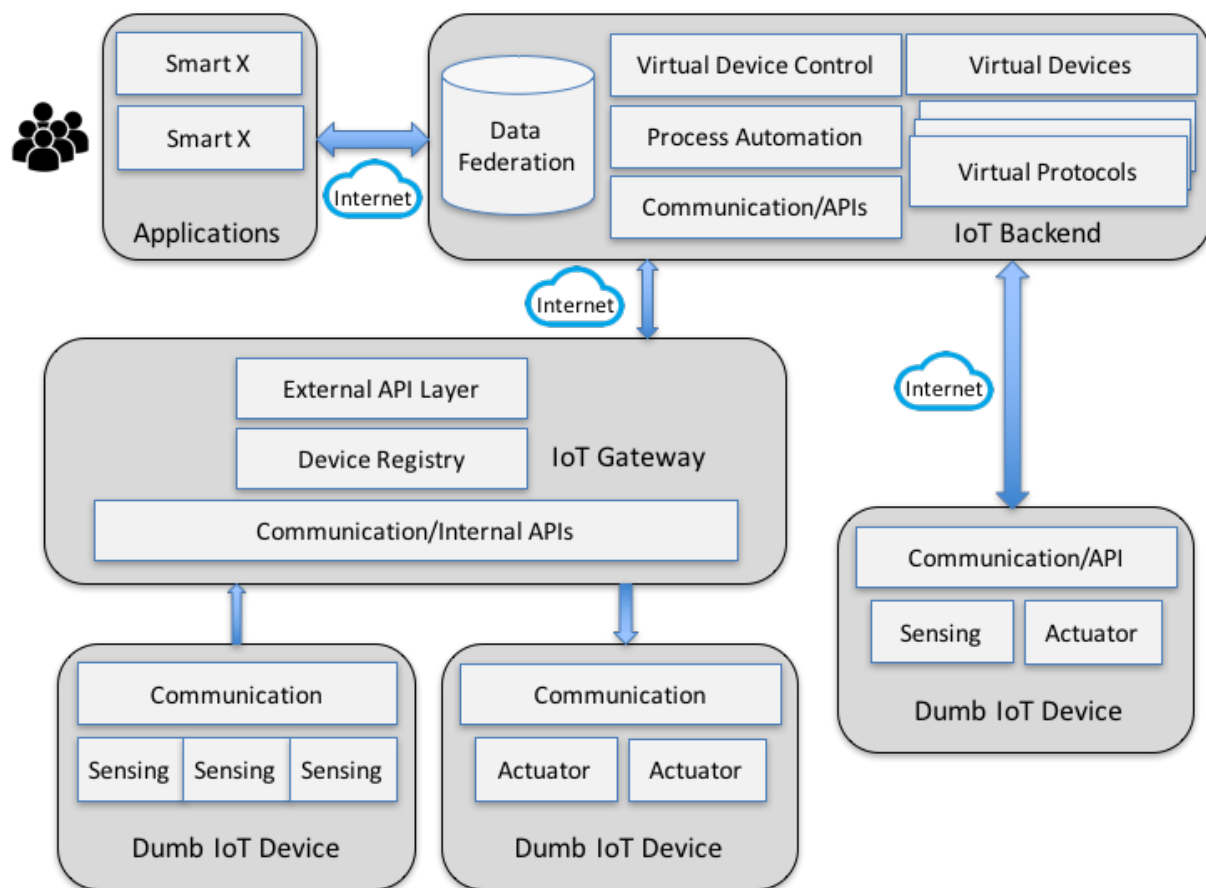 Smart X
Smart X
Applications
Internet
Data
Federation
Virtual Device Control
Process Automation
Communication/APIs
Virtual Devices
Virtual Protocols
IoT Backend
Internet
Internet
External API Layer
Device Registry
IoT Gateway
Communication/Internal APIs
Communication
Sensing
Sensing
Sensing
Dumb IoT Device
Communication
Actuator
Actuator
Dumb IoT Device
Communication/API
Sensing
Actuator
Dumb IoT Device